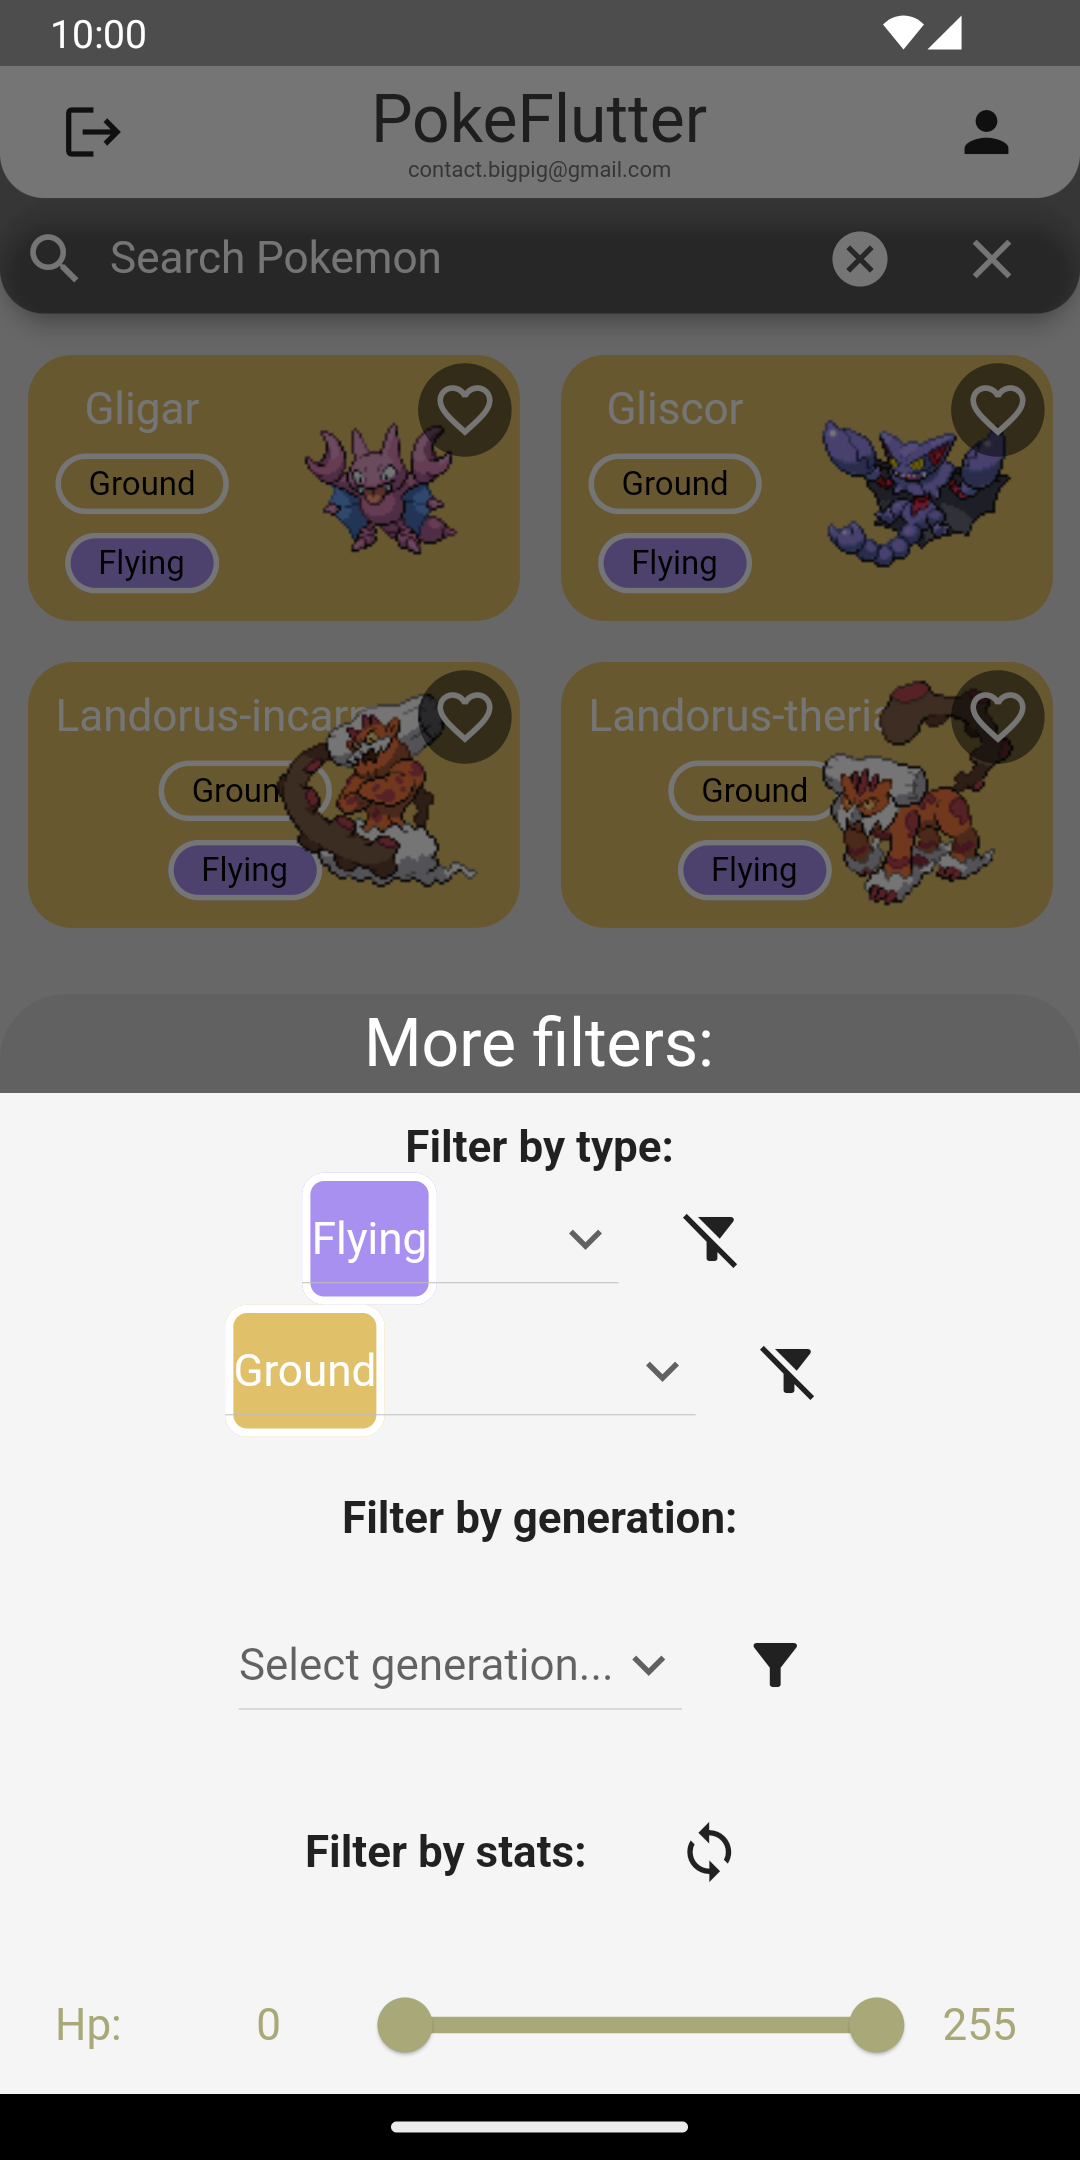 10:00
PokeFlutter
contact.bigpig@gmail.com
Search Pokemon
Gligar
Ground
Flying
Gliscor
Ground
Flying
Landorus-incarn
Groun
Flying
Landorus-theria
Ground
Flying
More filters:
Filter by type:
Flying
Ground
Filter by generation:
Select generation...
Filter by stats:
Hp: 0 255